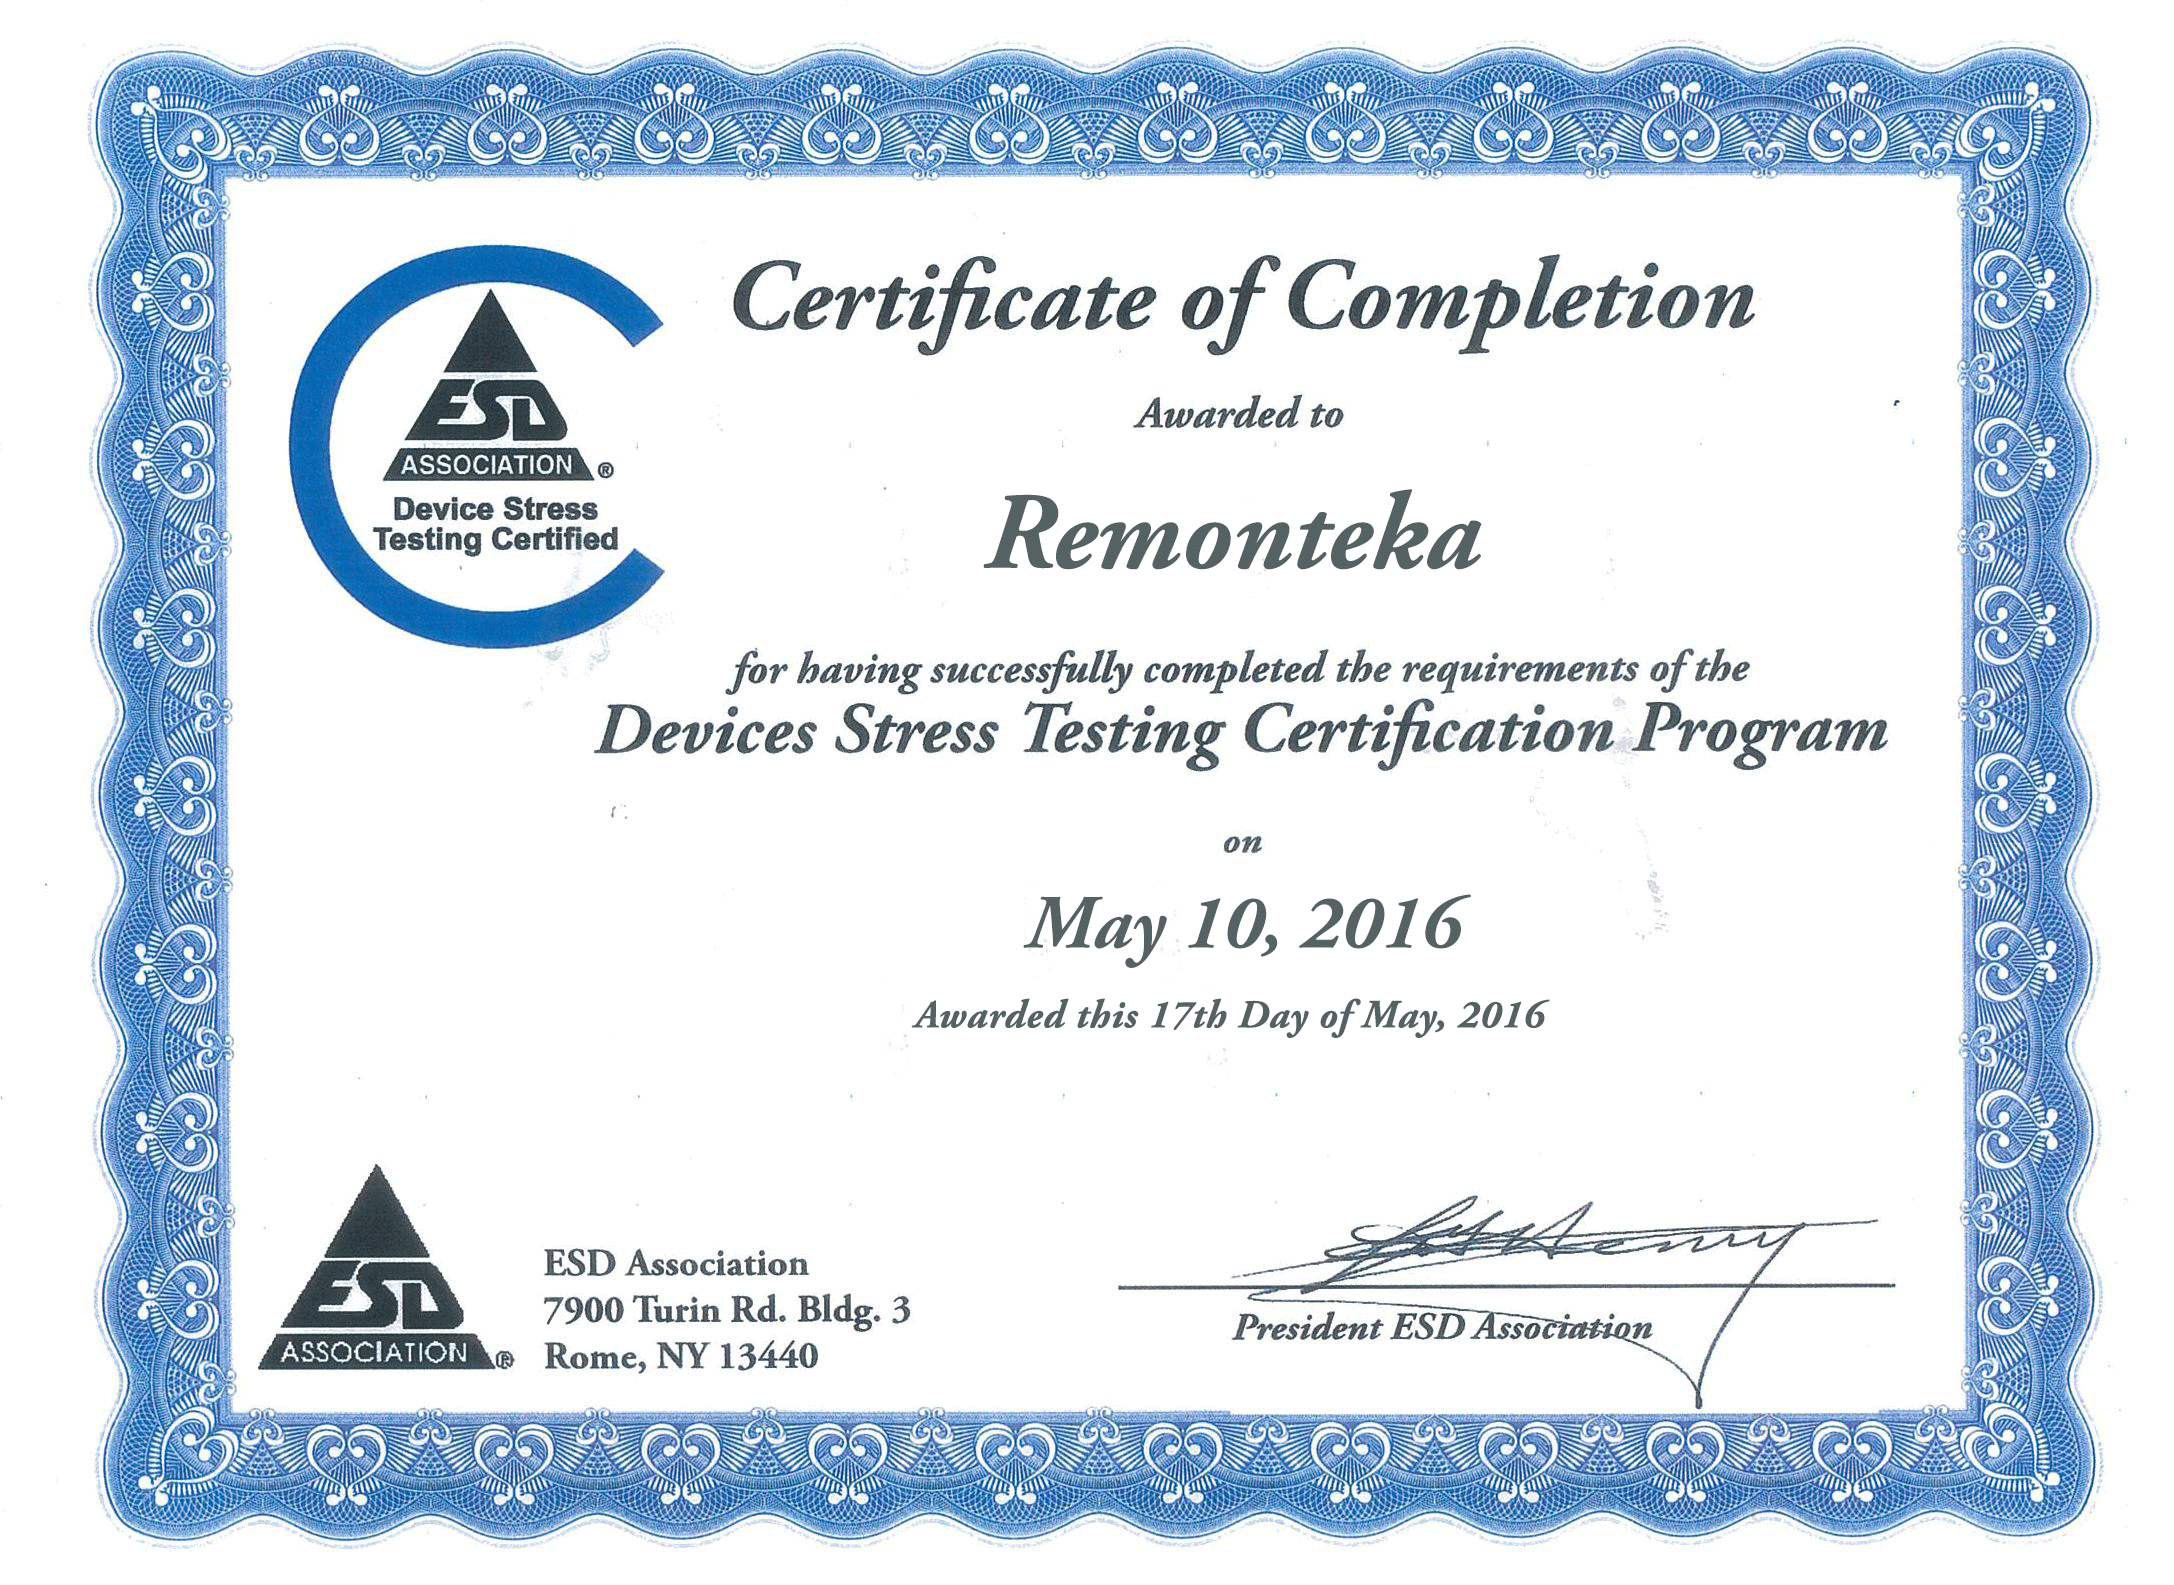 Certificate of Completion
ESD
ASSOCIATION ®
Device Stress
Testing Certified
Awarded to
Remonteka
for having successfully completed the requirements of the
Devices Stress Testing Certification Program
on
May 10, 2016
Awarded this 17th Day of May, 2016
ESD
ASSOCIATION ®
ESD Association
7900 Turin Rd. Bldg. 3
Rome, NY 13440
President ESD Association